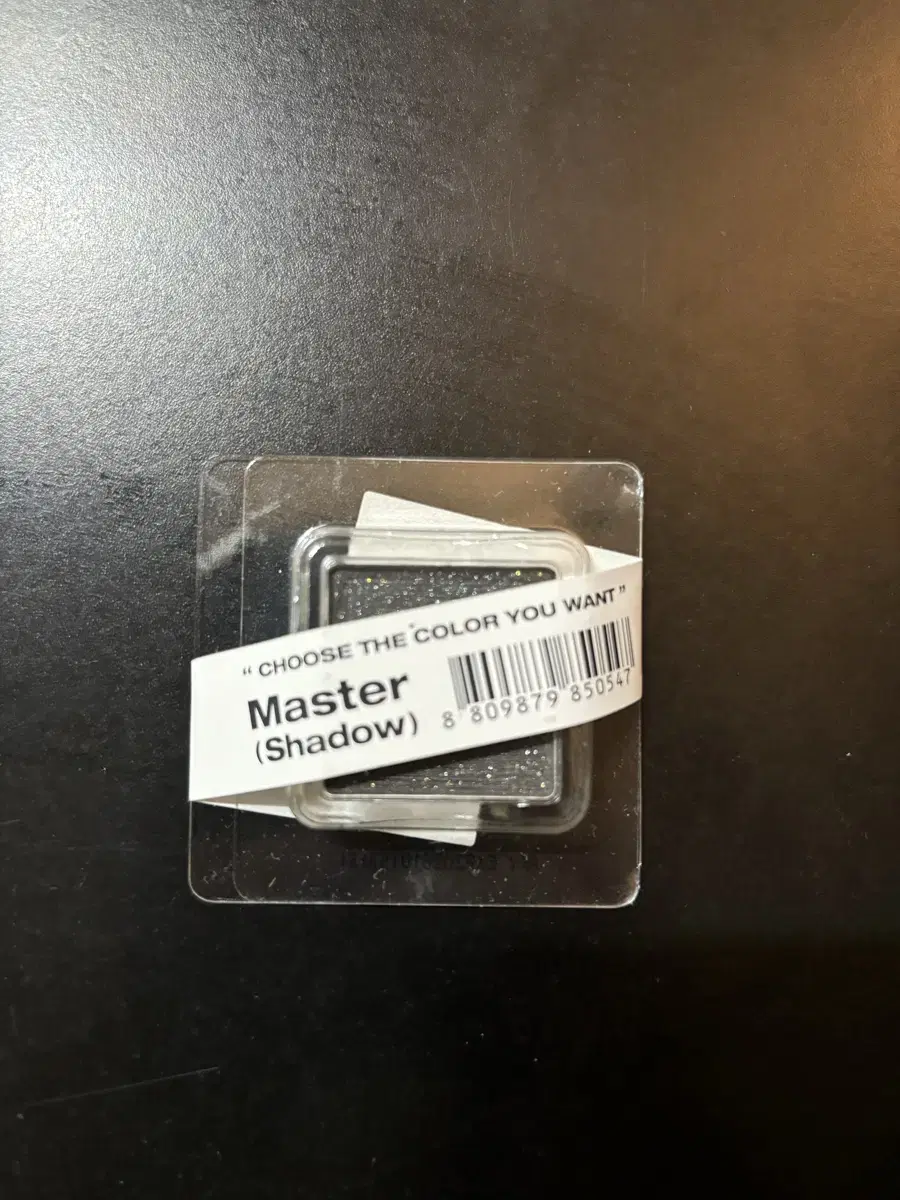 “ CHOOSE THE COLOR YOU WANT ”
Master
(Shadow)
8 809879 850547